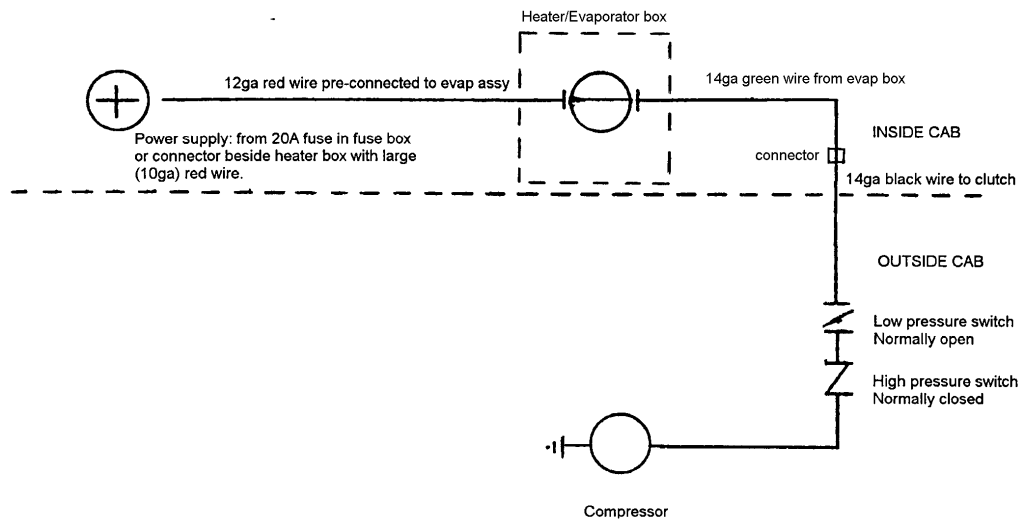 Heater/Evaporator box
12ga red wire pre-connected to evap assy
14ga green wire from evap box
Power supply: from 20A fuse in fuse box
or connector beside heater box with large
(10ga) red wire.
INSIDE CAB
connector
14ga black wire to clutch
OUTSIDE CAB
Low pressure switch
Normally open
High pressure switch
Normally closed
Compressor